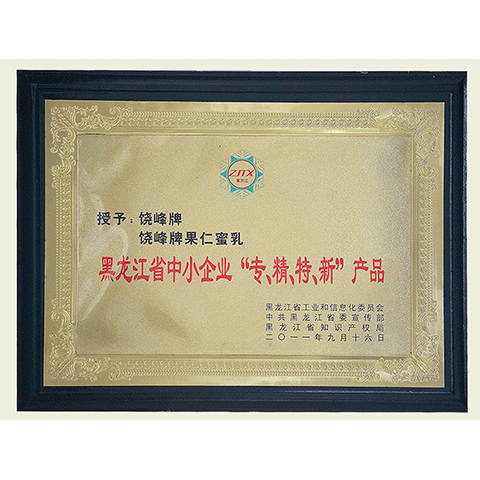 ZJTX
黑龙江
授予：饶峰牌
饶峰牌果仁蜜乳
黑龙江省中小企业“专、精、特、新”产品
黑龙江省工业和信息化委员会
中共黑龙江省委宣传部
黑龙江省知识产权局
二〇一一年九月十六日